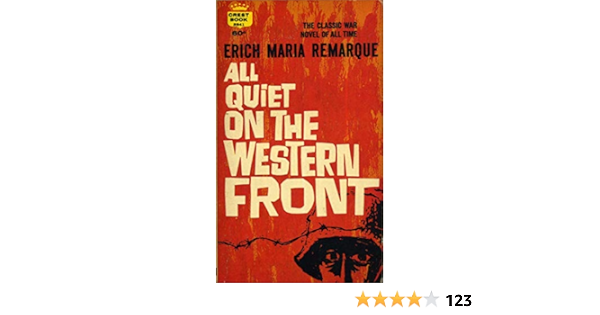 CREST
BOOK
60¢
THE CLASSIC WAR
NOVEL OF ALL TIME
ERICH MARIA REMARQUE
ALL
QUiET
ON THE
WESTERN
FRONT
123